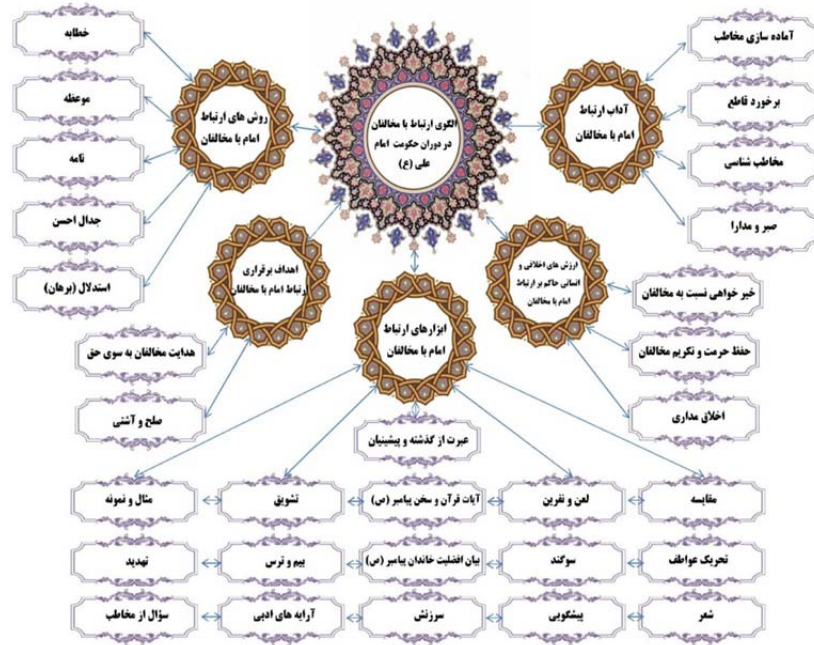 الگوی ارتباط با مخالفان
در دوران حکومت امام
علی (ع)
آداب ارتباط
امام با مخالفان
آماده سازی مخاطب
برخورد قاطع
مخاطب شناسی
صبر و مدارا
ارزش های اخلاقی و
انسانی حاکم بر ارتباط
امام با مخالفان
خیر خواهی نسبت به مخالفان
حفظ حرمت و تکریم مخالفان
اخلاق مداری
روش های ارتباط
امام با مخالفان
خطابه
موعظه
نامه
جدال احسن
استدلال (برهان)
اهداف برقراری
ارتباط امام با مخالفان
هدایت مخالفان به سوی حق
صلح و آشتی
ابزارهای ارتباط
امام با مخالفان
عبرت از گذشته و پیشینیان
مقایسه
لعن و نفرین
آیات قرآن و سخن پیامبر (ص)
تشویق
مثال و نمونه
تحریک عواطف
سوگند
بیان افضلیت خاندان پیامبر (ص)
بیم و ترس
تهدید
شعر
پیشگویی
سرزنش
آرایه های ادبی
سؤال از مخاطب